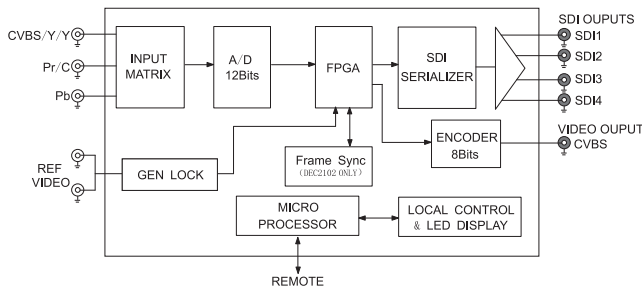 CVBS/Y/Y
Pr/C
Pb
REF
VIDEO
INPUT
MATRIX
A/D
12Bits
FPGA
SDI
SERIALIZER
SDI OUPUTS
SDI1
SDI2
SDI3
SDI4
VIDEO OUPUT
CVBS
ENCODER
8Bits
GEN LOCK
Frame Sync
(DEC2102 ONLY)
MICRO
PROCESSOR
LOCAL CONTROL
& LED DISPLAY
REMOTE